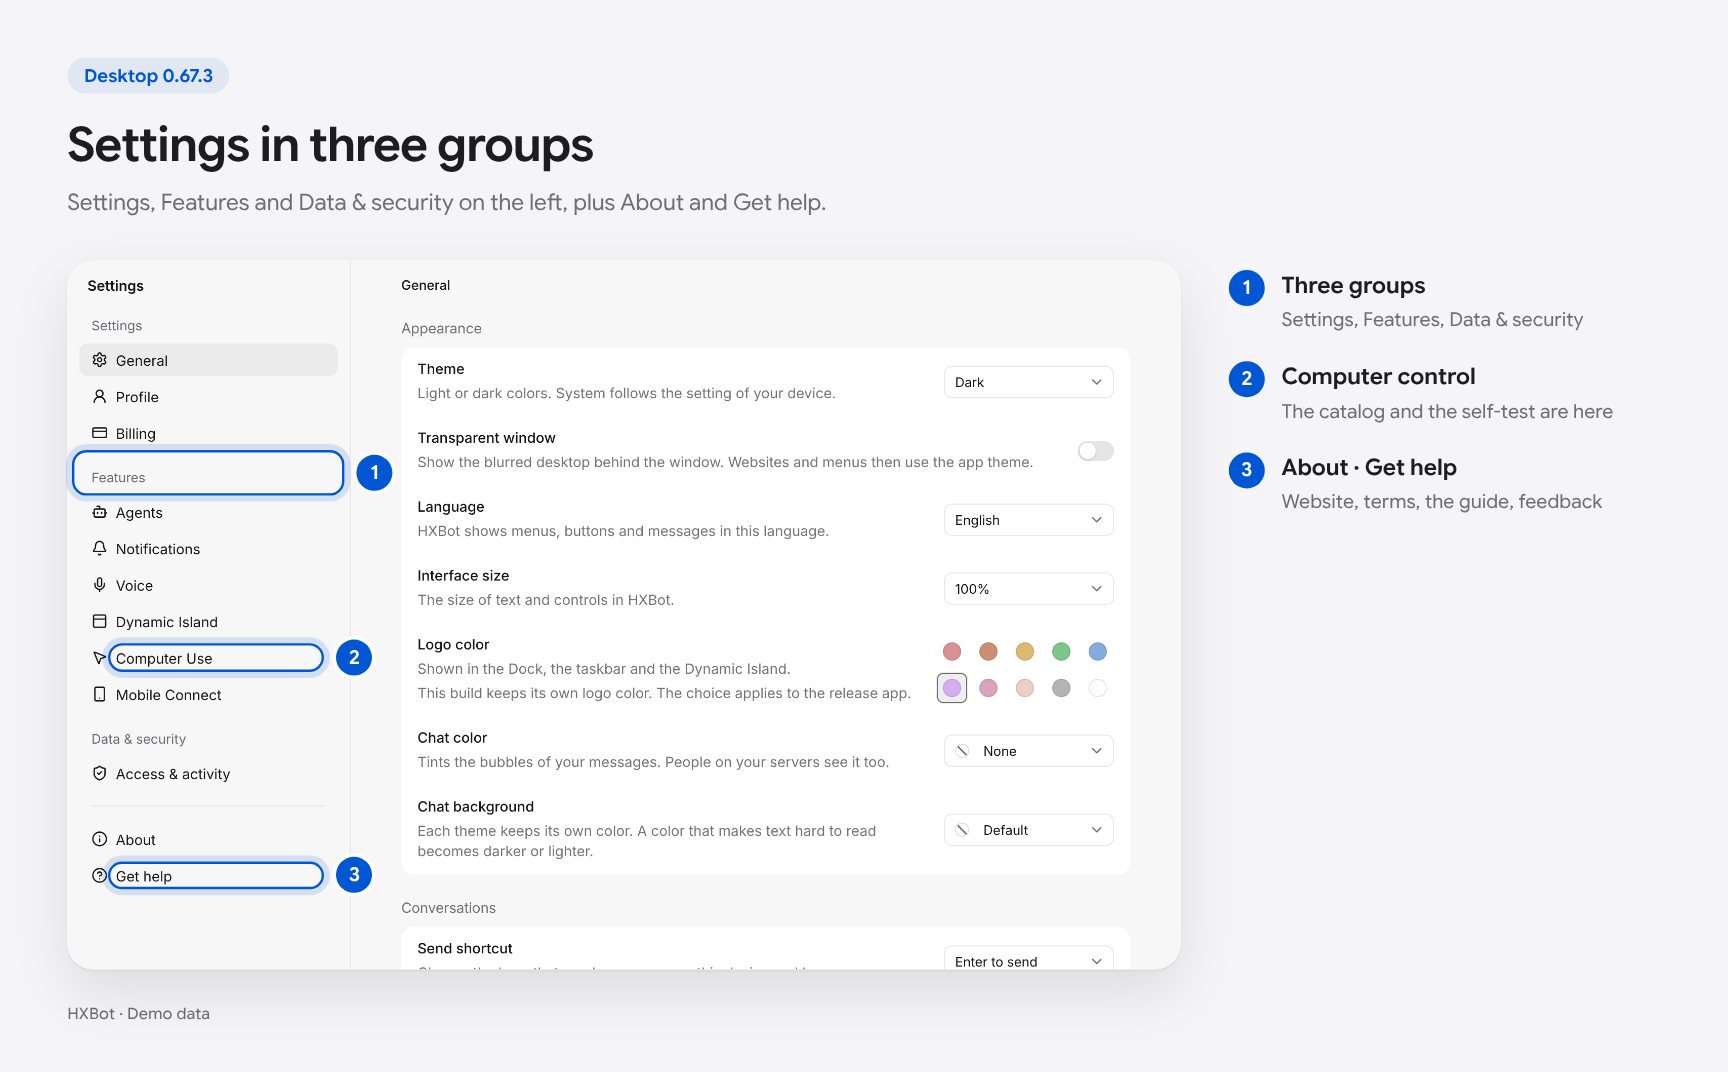 Desktop 0.67.3
Settings in three groups
Settings, Features and Data & security on the left, plus About and Get help.
Settings
Settings
General
Profile
Billing
Features
1
Agents
Notifications
Voice
Dynamic Island
Computer Use
2
Mobile Connect
Data & security
Access & activity
About
Get help
3
General
Appearance
Theme
Light or dark colors. System follows the setting of your device.
Dark
Transparent window
Show the blurred desktop behind the window. Websites and menus then use the app theme.
Language
HXBot shows menus, buttons and messages in this language.
English
Interface size
The size of text and controls in HXBot.
100%
Logo color
Shown in the Dock, the taskbar and the Dynamic Island.
This build keeps its own logo color. The choice applies to the release app.
Chat color
Tints the bubbles of your messages. People on your servers see it too.
None
Chat background
Each theme keeps its own color. A color that makes text hard to read
becomes darker or lighter.
Default
Conversations
Send shortcut
Enter to send
1 Three groups
Settings, Features, Data & security
2 Computer control
The catalog and the self-test are here
3 About · Get help
Website, terms, the guide, feedback
HXBot · Demo data